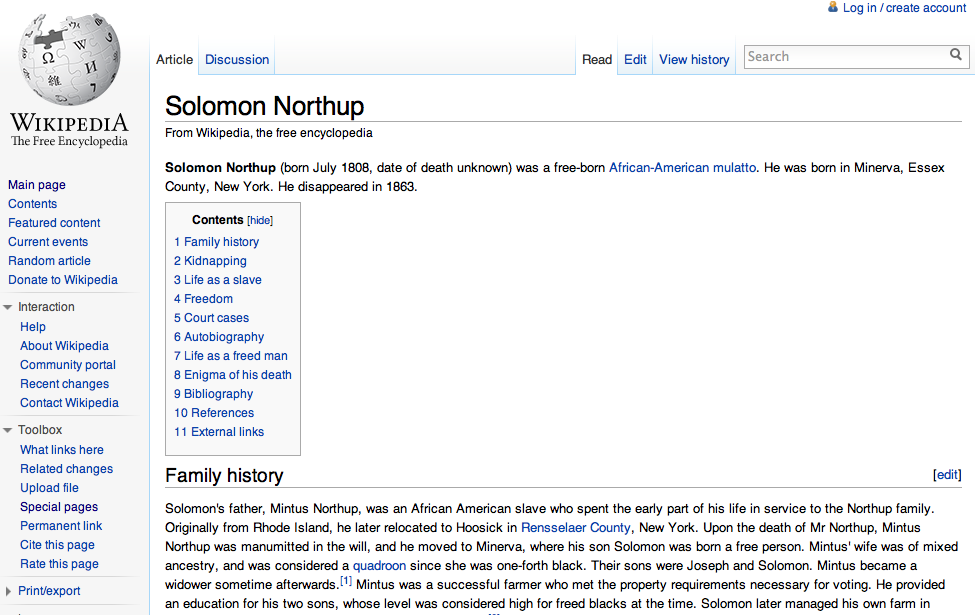 Log in / create account
Article Discussion Read Edit View history Search
WIKIPEDIA
The Free Encyclopedia
Main page
Contents
Featured content
Current events
Random article
Donate to Wikipedia
Interaction
Help
About Wikipedia
Community portal
Recent changes
Contact Wikipedia
Toolbox
What links here
Related changes
Upload file
Special pages
Permanent link
Cite this page
Rate this page
Print/export
Solomon Northup
From Wikipedia, the free encyclopedia
Solomon Northup (born July 1808, date of death unknown) was a free-born African-American mulatto. He was born in Minerva, Essex
County, New York. He disappeared in 1863.
Contents [hide]
1 Family history
2 Kidnapping
3 Life as a slave
4 Freedom
5 Court cases
6 Autobiography
7 Life as a freed man
8 Enigma of his death
9 Bibliography
10 References
11 External links
Family history [edit]
Solomon's father, Mintus Northup, was an African American slave who spent the early part of his life in service to the Northup family.
Originally from Rhode Island, he later relocated to Hoosick in Rensselaer County, New York. Upon the death of Mr Northup, Mintus
Northup was manumitted in the will, and he moved to Minerva, where his son Solomon was born a free person. Mintus' wife was of mixed
ancestry, and was considered a quadroon since she was one-forth black. Their sons were Joseph and Solomon. Mintus became a
widower sometime afterwards.[1] Mintus was a successful farmer who met the property requirements necessary for voting. He provided
an education for his two sons, whose level was considered high for freed blacks at the time. Solomon later managed his own farm in